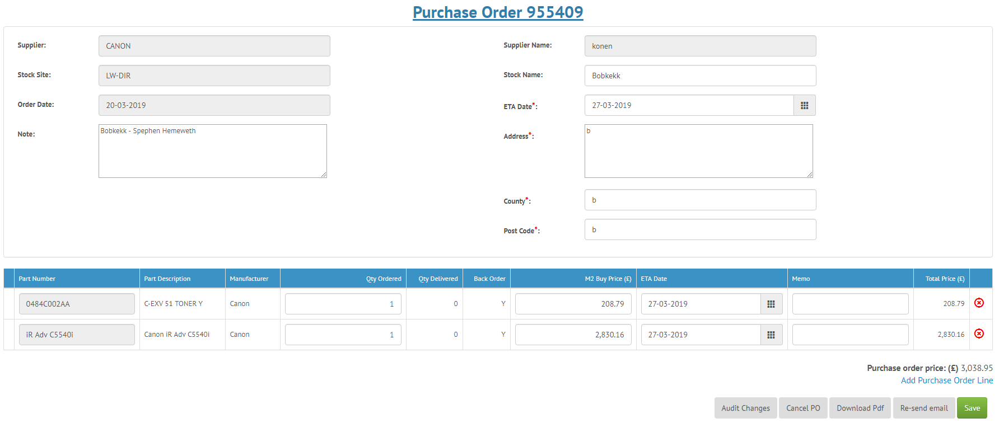 Purchase Order 955409
Supplier: CANON Supplier Name: konen
Stock Site: LW-DIR Stock Name: Bobkekk
Order Date: 20-03-2019 ETA Date*: 27-03-2019
Note: Bobkekk - Spephen Hemeweth Address*: b
County*: b
Post Code*: b
Part Number Part Description Manufacturer Qty Ordered Qty Delivered Back Order M2 Buy Price (£) ETA Date Memo Total Price (£)
0484C002AA C-EXV 51 TONER Y Canon 1 0 Y 208.79 27-03-2019 208.79
iR Adv C5540i Canon iR Adv C5540i Canon 1 0 Y 2,830.16 27-03-2019 2,830.16
Purchase order price: (£) 3,038.95
Add Purchase Order Line
Audit Changes Cancel PO Download Pdf Re-send email Save